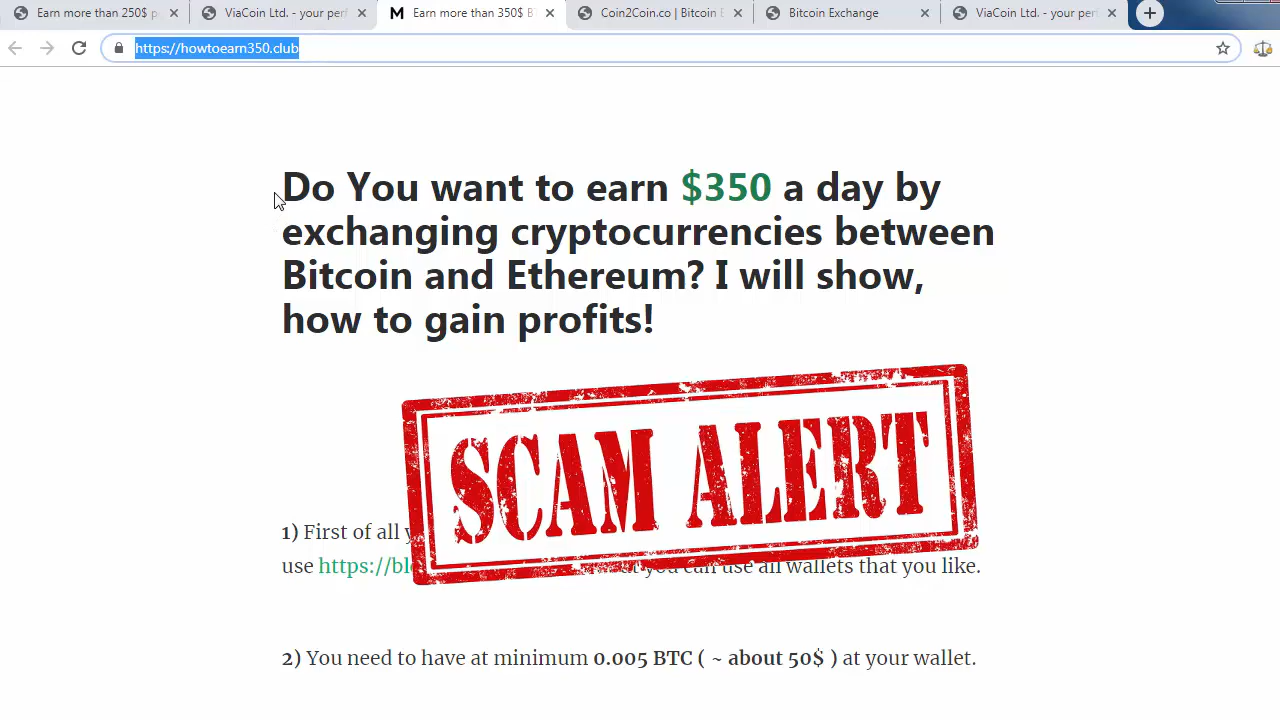 Earn more than 250$ p
ViaCoin Ltd. - your perf
M Earn more than 350$ B
Coin2Coin.co | Bitcoin E
Bitcoin Exchange
ViaCoin Ltd. - your perf
https://howtoearn350.club
Do You want to earn $350 a day by
exchanging cryptocurrencies between
Bitcoin and Ethereum? I will show,
how to gain profits!
SCAM ALERT
1) First of all
use https://bl you can use all wallets that you like.
2) You need to have at minimum 0.005 BTC ( ~ about 50$ ) at your wallet.